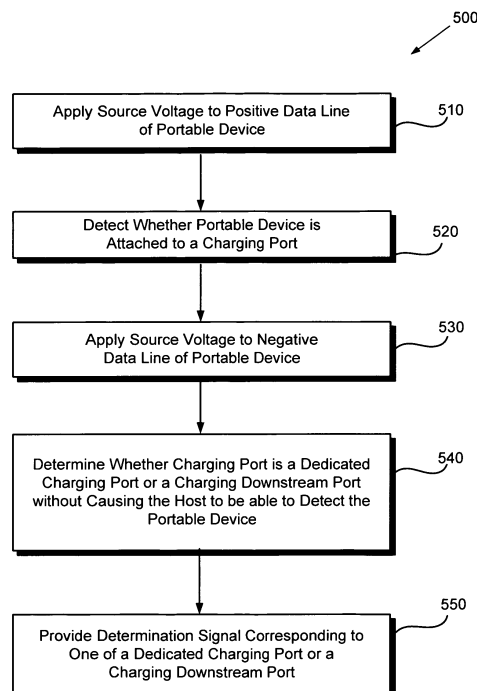 500
Apply Source Voltage to Positive Data Line
of Portable Device
510
Detect Whether Portable Device is
Attached to a Charging Port
520
Apply Source Voltage to Negative
Data Line of Portable Device
530
Determine Whether Charging Port is a Dedicated
Charging Port or a Charging Downstream Port
without Causing the Host to be able to Detect the
Portable Device
540
Provide Determination Signal Corresponding to
One of a Dedicated Charging Port or a
Charging Downstream Port
550